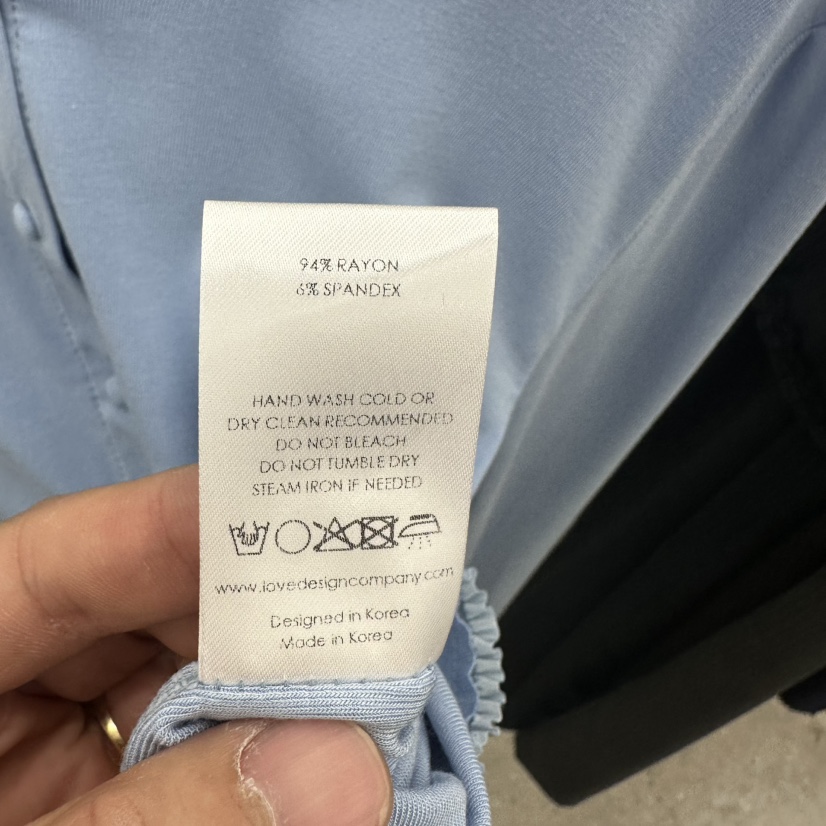 94% RAYON
6% SPANDEX
HAND WASH COLD OR
DRY CLEAN RECOMMENDED
DO NOT BLEACH
DO NOT TUMBLE DRY
STEAM IRON IF NEEDED
www.lovedesigncompany.com
Designed in Korea
Made in Korea